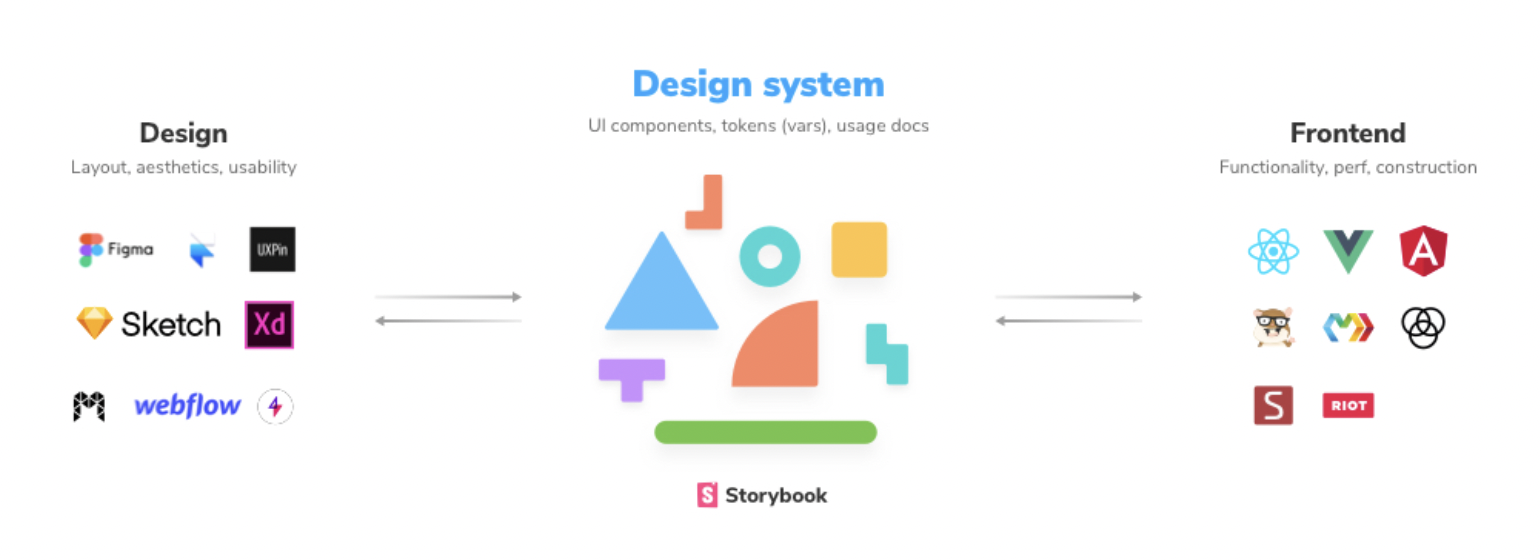 Design system
UI components, tokens (vars), usage docs
Design
Layout, aesthetics, usability
Frontend
Functionality, perf, construction
Figma
UXPin
Sketch
Xd
webflow
4
A
S
RIOT
S Storybook